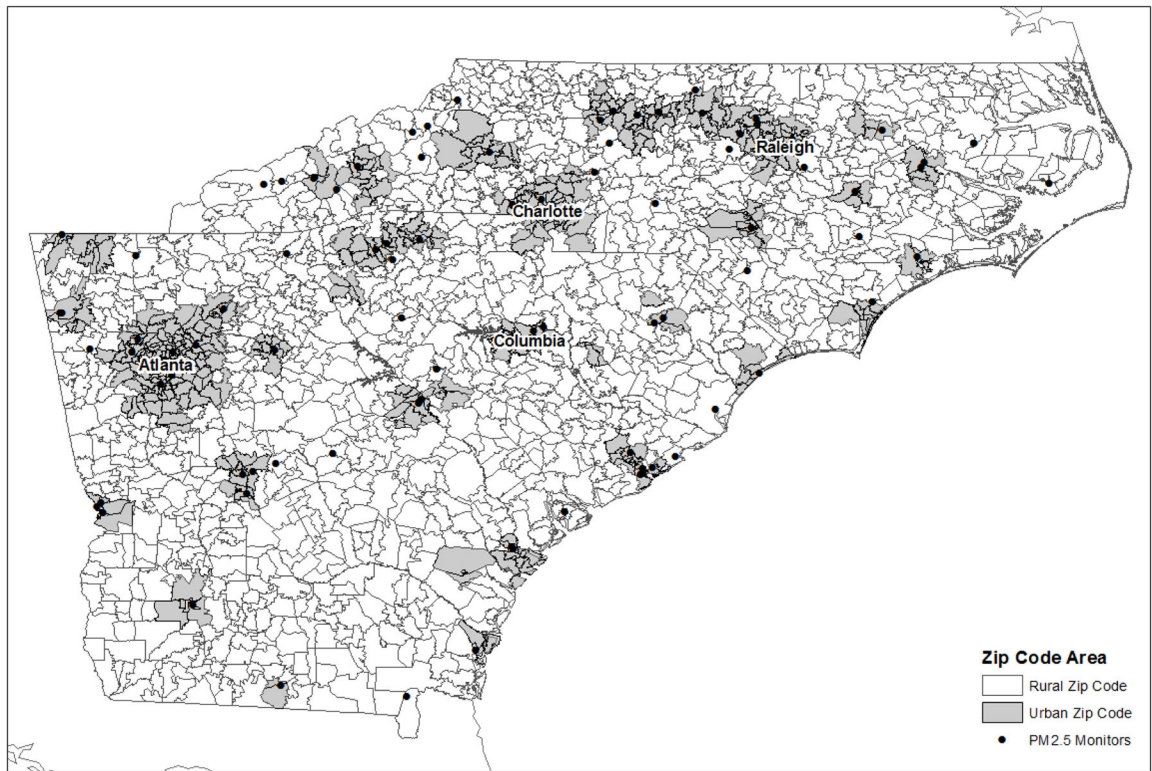 Raleigh
Charlotte
Columbia
Atlanta
Zip Code Area
Rural Zip Code
Urban Zip Code
PM2.5 Monitors